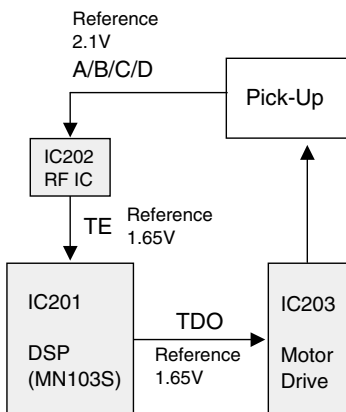 Reference
2.1V
A/B/C/D
Pick-Up
IC202
RF IC
TE
Reference
1.65V
IC201
DSP
(MN103S)
TDO
Reference
1.65V
IC203
Motor
Drive